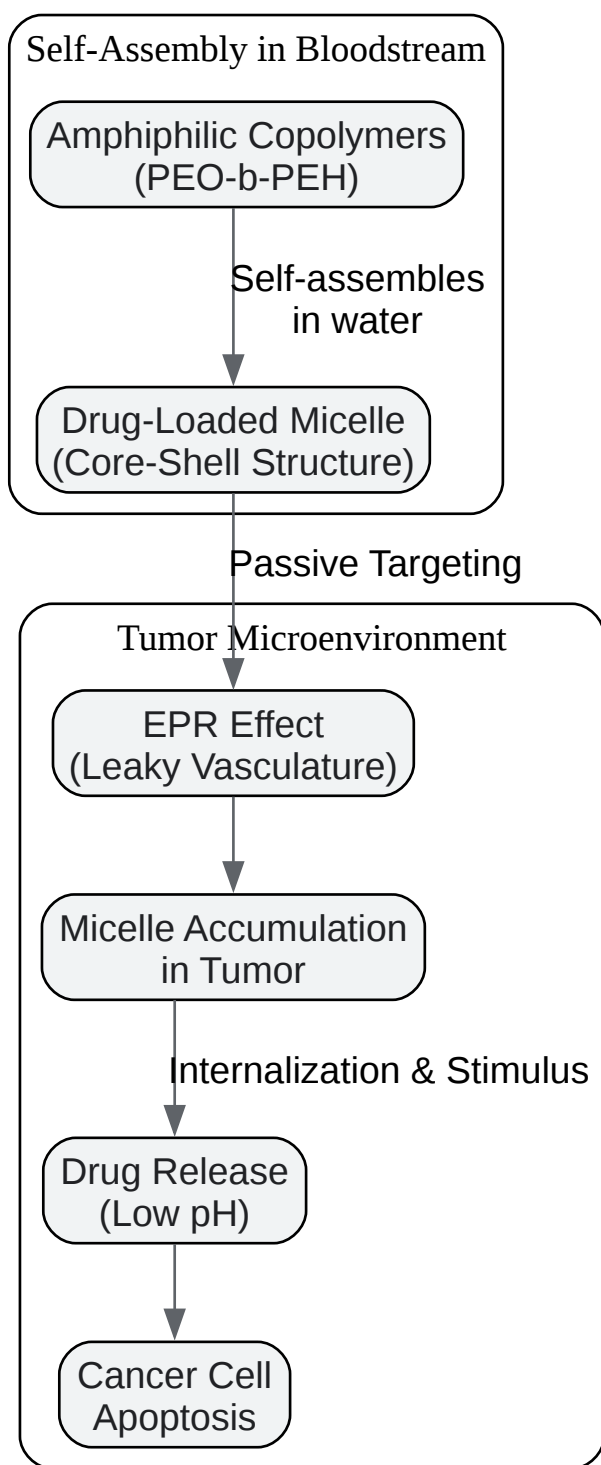 Self-Assembly in Bloodstream
Amphiphilic Copolymers
(PEO-b-PEH)
Self-assembles
in water
Drug-Loaded Micelle
(Core-Shell Structure)
Passive Targeting
Tumor Microenvironment
EPR Effect
(Leaky Vasculature)
Micelle Accumulation
in Tumor
Internalization & Stimulus
Drug Release
(Low pH)
Cancer Cell
Apoptosis